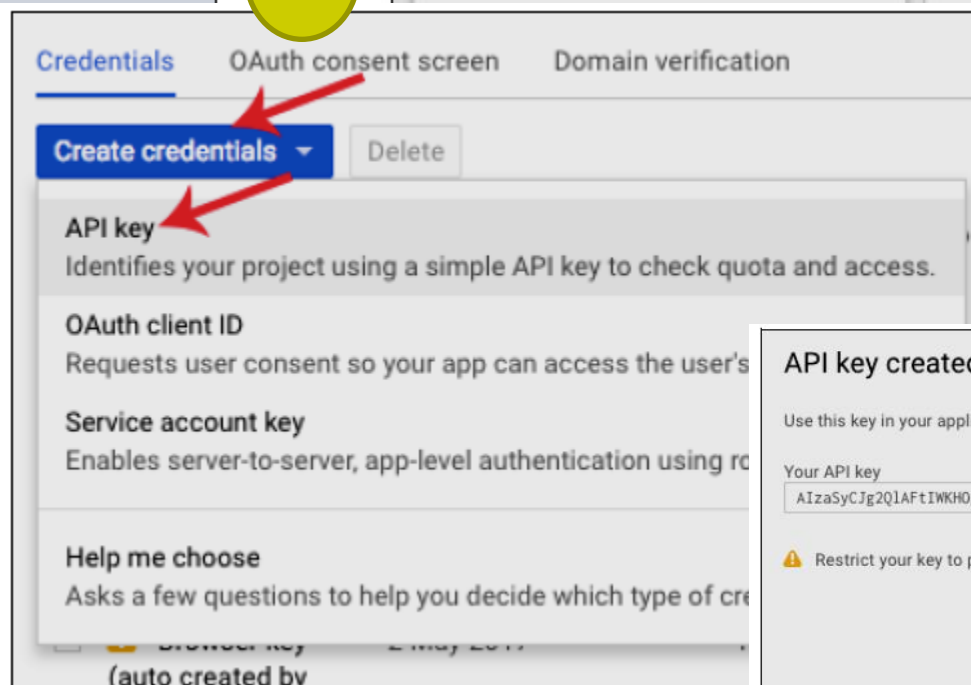 Credentials OAuth consent screen Domain verification
Create credentials Delete
API key
Identifies your project using a simple API key to check quota and access.
OAuth client ID
Requests user consent so your app can access the user's
Service account key
Enables server-to-server, app-level authentication using
Help me choose
Asks a few questions to help you decide which type of
(auto created by
API key created
Use this key in your
Your API key
AIzaSyCJg2QlAFtIWKHO
Restrict your key to